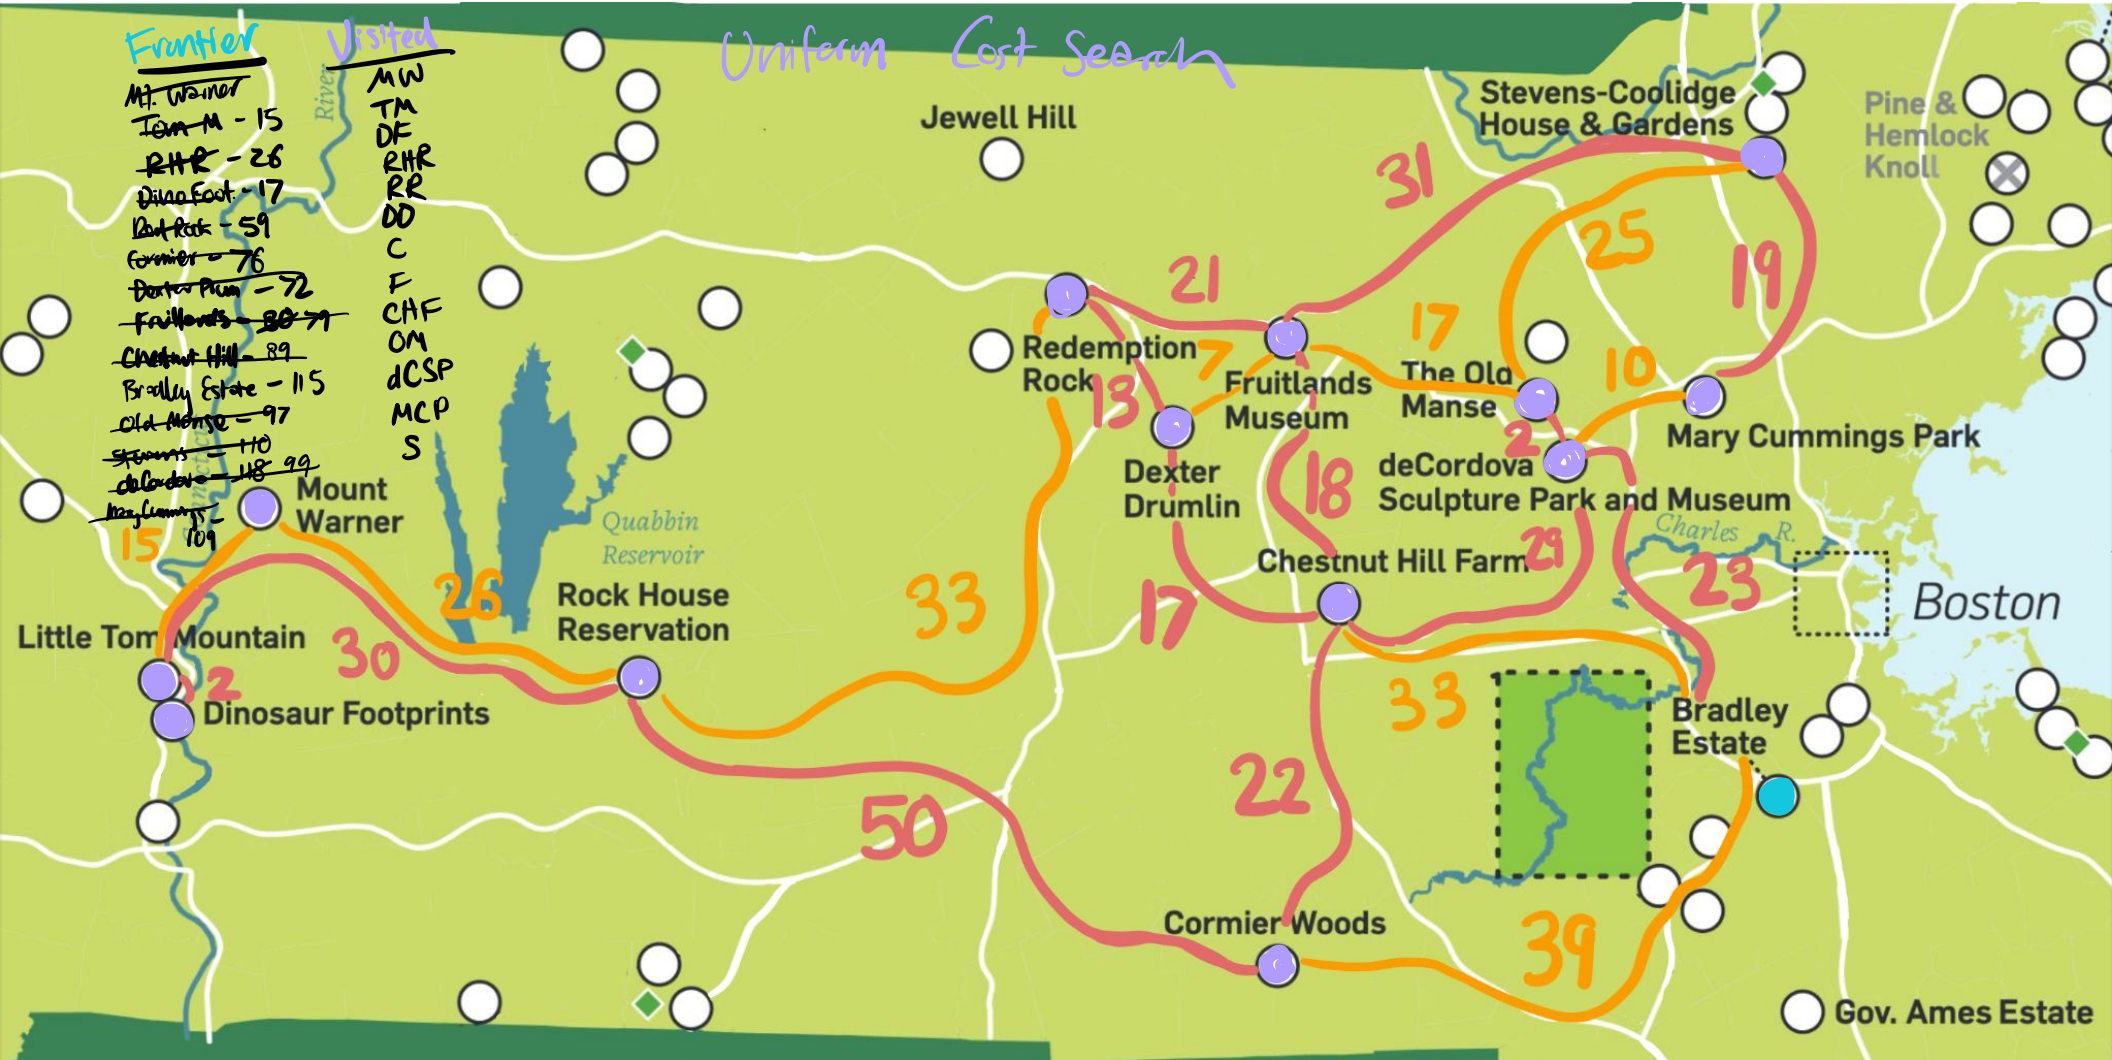 Uniform Cost Search
Frontier
Mt. Warner
Tom M - 15
RHR - 26
Dino Foot. - 17
Red Rock - 59
Cormier - 76
Dexter Drum - 72
Fruitlands - 80 79
Chestnut Hill - 89
Bradley Estate - 115
Old Manse - 97
Stevens - 110
deCordova - 118 99
Mary Cummings -
109
Visited
MW
TM
DF
RHR
RR
DD
C
F
CHF
OM
dCSP
MCP
S
River
Jewell Hill
Stevens-Coolidge
House & Gardens
Pine &
Hemlock
Knoll
31
25
19
21
17
10
7
13
2
18
29
23
17
33
22
39
33
50
26
30
15
2
Redemption
Rock
Fruitlands
Museum
The Old
Manse
Mary Cummings Park
Dexter
Drumlin
deCordova
Sculpture Park and Museum
Mount
Warner
Quabbin
Reservoir
Charles R.
Chestnut Hill Farm
Rock House
Reservation
Boston
Little Tom Mountain
Dinosaur Footprints
Bradley
Estate
Cormier Woods
Gov. Ames Estate